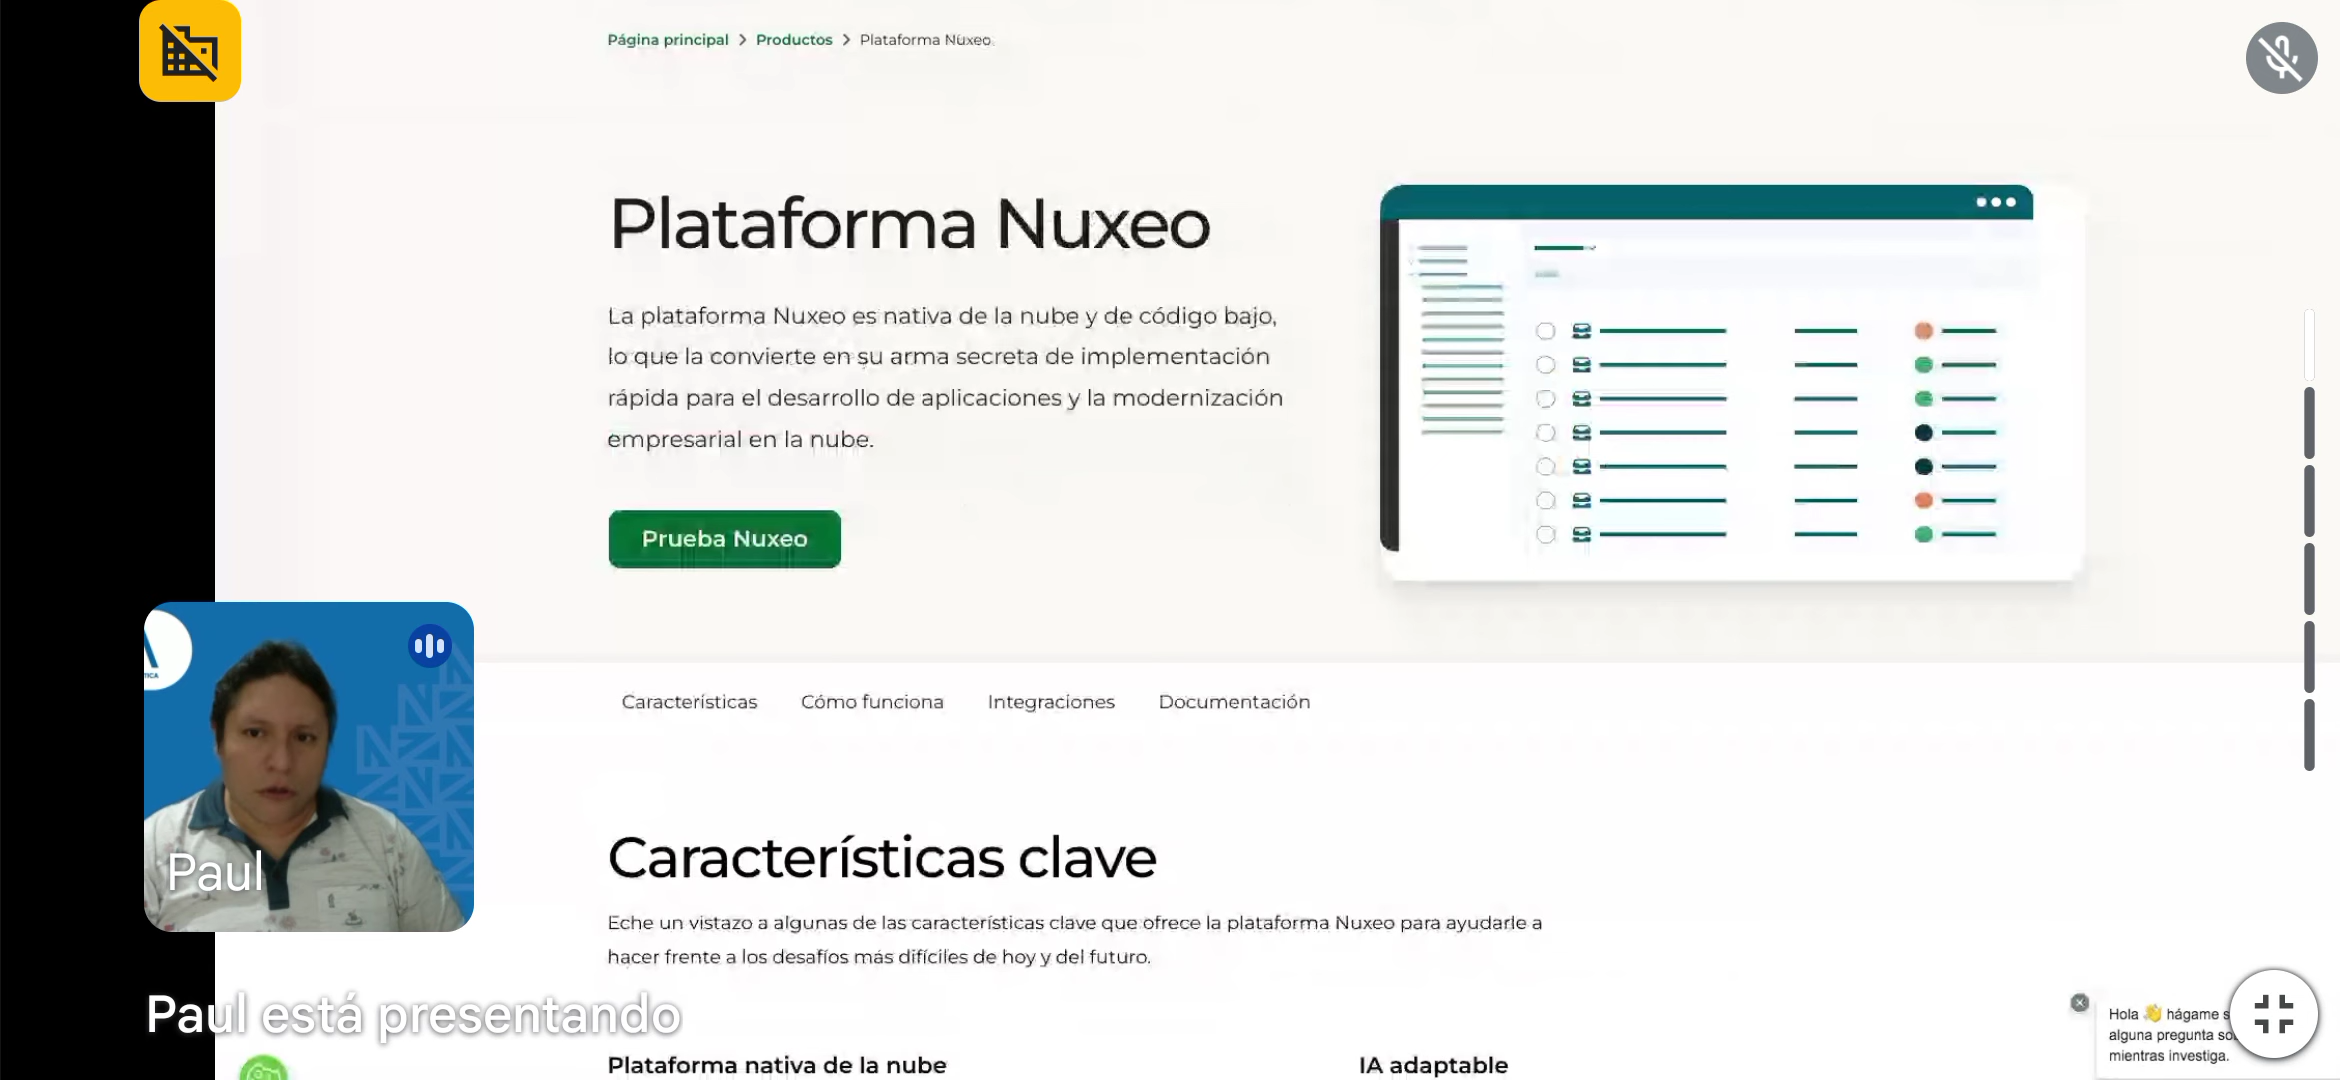 Página principal > Productos > Plataforma Nuxeo
Plataforma Nuxeo
La plataforma Nuxeo es nativa de la nube y de código bajo,
lo que la convierte en su arma secreta de implementación
rápida para el desarrollo de aplicaciones y la modernización
empresarial en la nube.
Prueba Nuxeo
Características Cómo funciona Integraciones Documentación
Características clave
Eche un vistazo a algunas de las características clave que ofrece la plataforma Nuxeo para ayudarle a
hacer frente a los desafíos más difíciles de hoy y del futuro.
Plataforma nativa de la nube
IA adaptable
Paul
Paul está presentando
Hola 👋 hágame
alguna pregunta
mientras investiga.